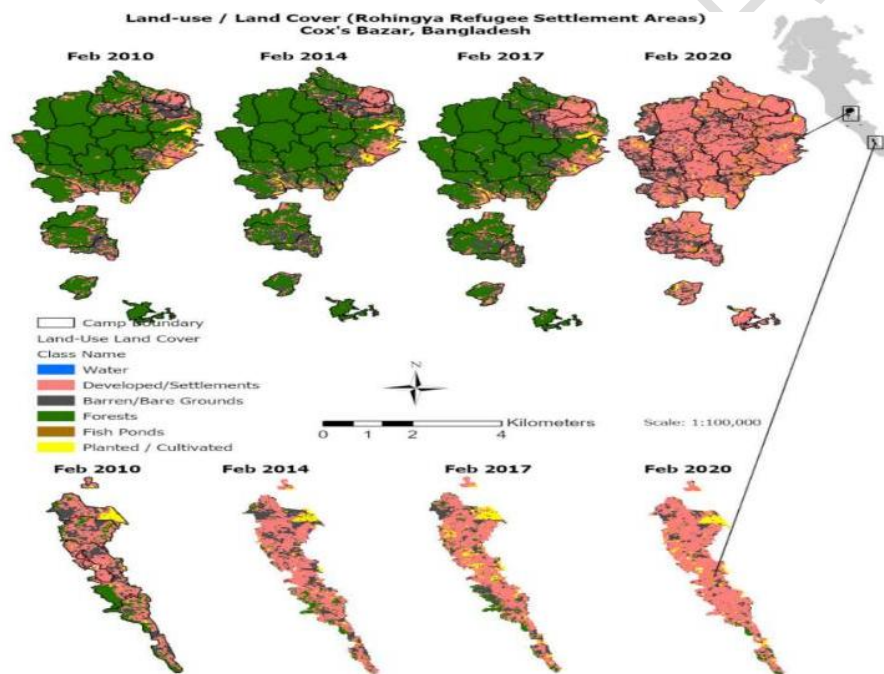 Land-use / Land Cover (Rohingya Refugee Settlement Areas)
Cox's Bazar, Bangladesh
Feb 2010 Feb 2014 Feb 2017 Feb 2020
Camp Boundary
Land-Use Land Cover
Class Name
Water
Developed/Settlements
Barren/Bare Grounds
Forests
Fish Ponds
Planted / Cultivated
N
Kilometers
0 1 2 4
Scale: 1:100,000
Feb 2010 Feb 2014 Feb 2017 Feb 2020